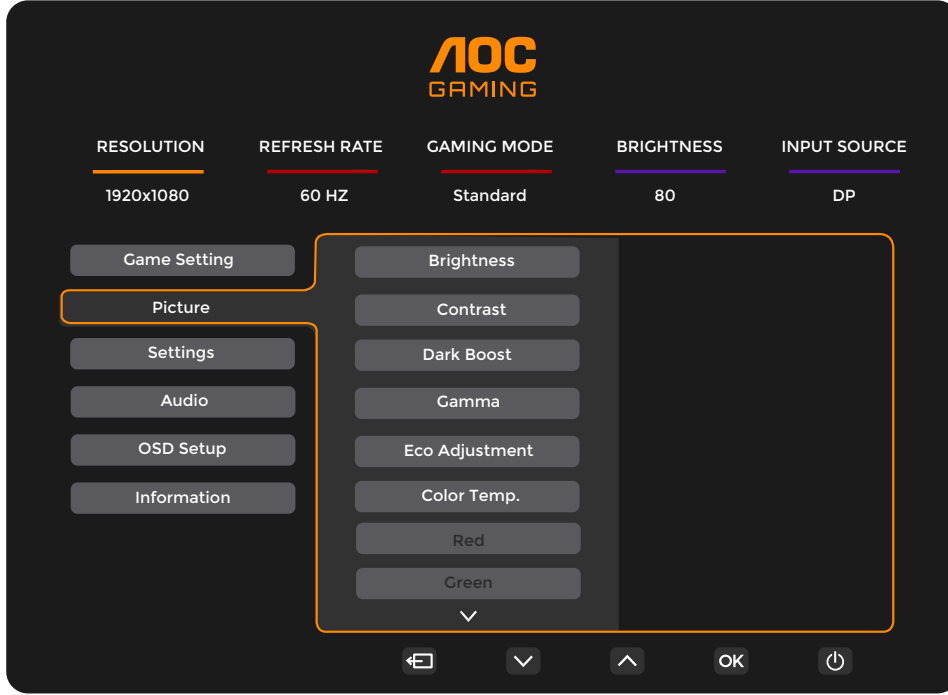 AOC
GAMING
RESOLUTION REFRESH RATE GAMING MODE BRIGHTNESS INPUT SOURCE
1920x1080 60 HZ Standard 80 DP
Game Setting
Picture
Settings
Audio
OSD Setup
Information
Brightness
Contrast
Dark Boost
Gamma
Eco Adjustment
Color Temp.
Red
Green
OK